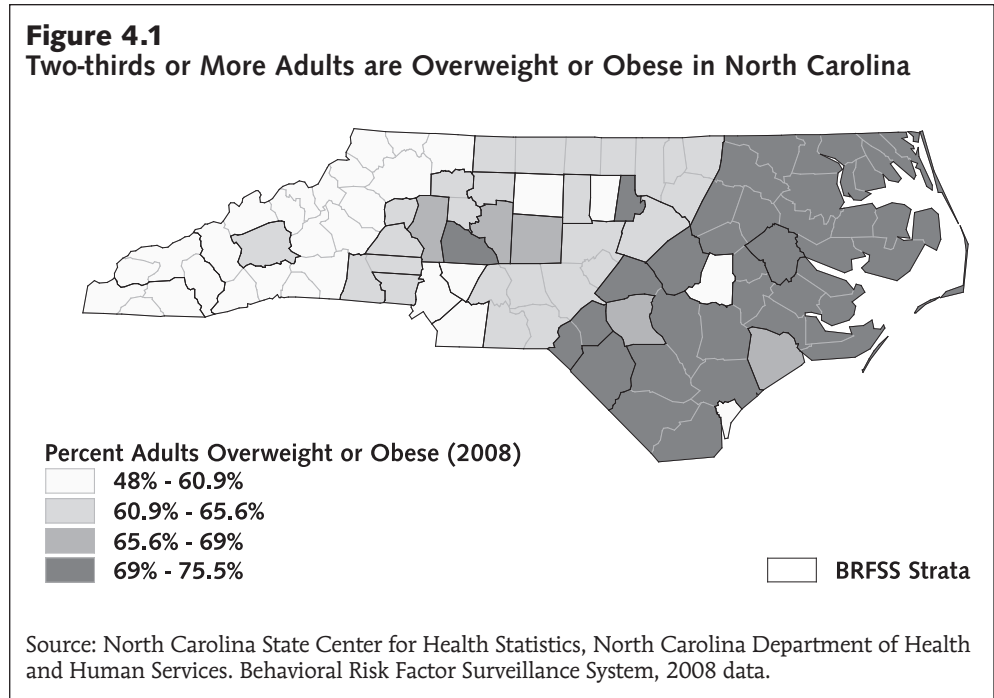 Figure 4.1
Two-thirds or More Adults are Overweight or Obese in North Carolina
Percent Adults Overweight or Obese (2008)
48% - 60.9%
60.9% - 65.6%
65.6% - 69%
69% - 75.5%
BRFSS Strata
Source: North Carolina State Center for Health Statistics, North Carolina Department of Health
and Human Services. Behavioral Risk Factor Surveillance System, 2008 data.